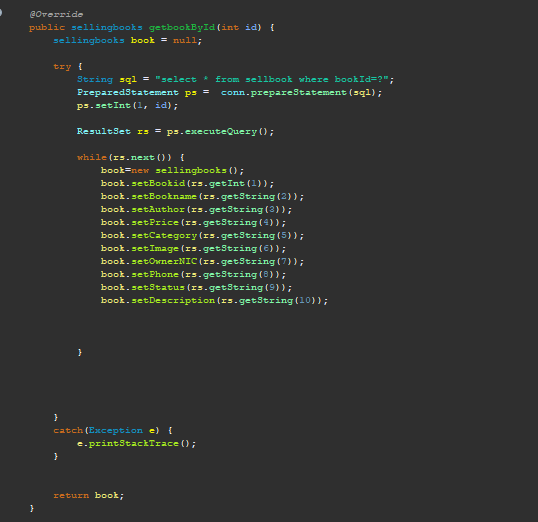 @Override
public sellingbooks getbookById(int id) {
sellingbooks book = null;
try {
String sql = "select * from sellbook where bookId=?";
PreparedStatement ps =  conn.prepareStatement(sql);
ps.setInt(1, id);
ResultSet rs = ps.executeQuery();
while(rs.next()) {
book=new sellingbooks();
book.setBookid(rs.getInt(1));
book.setBookname(rs.getString(2));
book.setAuthor(rs.getString(3));
book.setPrice(rs.getString(4));
book.setCategory(rs.getString(5));
book.setImage(rs.getString(6));
book.setOwnerNIC(rs.getString(7));
book.setPhone(rs.getString(8));
book.setStatus(rs.getString(9));
book.setDescription(rs.getString(10));
}
}
catch(Exception e) {
e.printStackTrace();
}
return book;
}